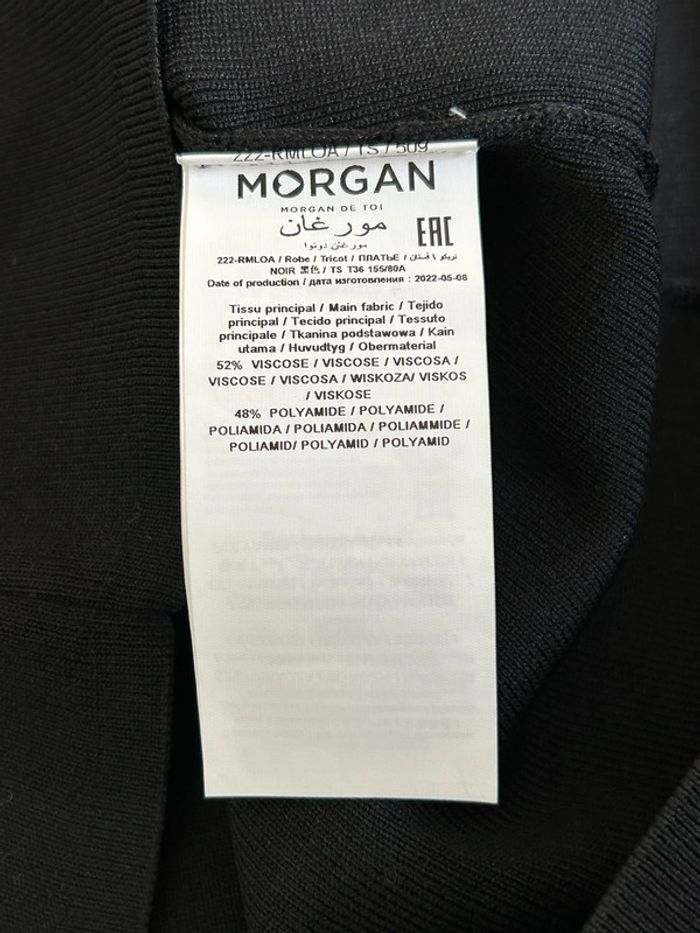 222-RMLOA / TS / 509
MORGAN
MORGAN DE TOI
مورغان
EAC
مورغان دوتوا
222-RMLOA / Robe / Tricot / ПЛАТЬЕ / تريكو \ فستان
NOIR 黑色 / TS T36 155/80A
Date of production / дата изготовления : 2022-05-08
Tissu principal / Main fabric / Tejido
principal / Tecido principal / Tessuto
principale / Tkanina podstawowa / Kain
utama / Huvudtyg / Obermaterial
52% VISCOSE / VISCOSE / VISCOSA /
VISCOSE / VISCOSA / WISKOZA/ VISKOS
/ VISKOSE
48% POLYAMIDE / POLYAMIDE /
POLIAMIDA / POLIAMIDA / POLIAMMIDE /
POLIAMID/ POLYAMID / POLYAMID